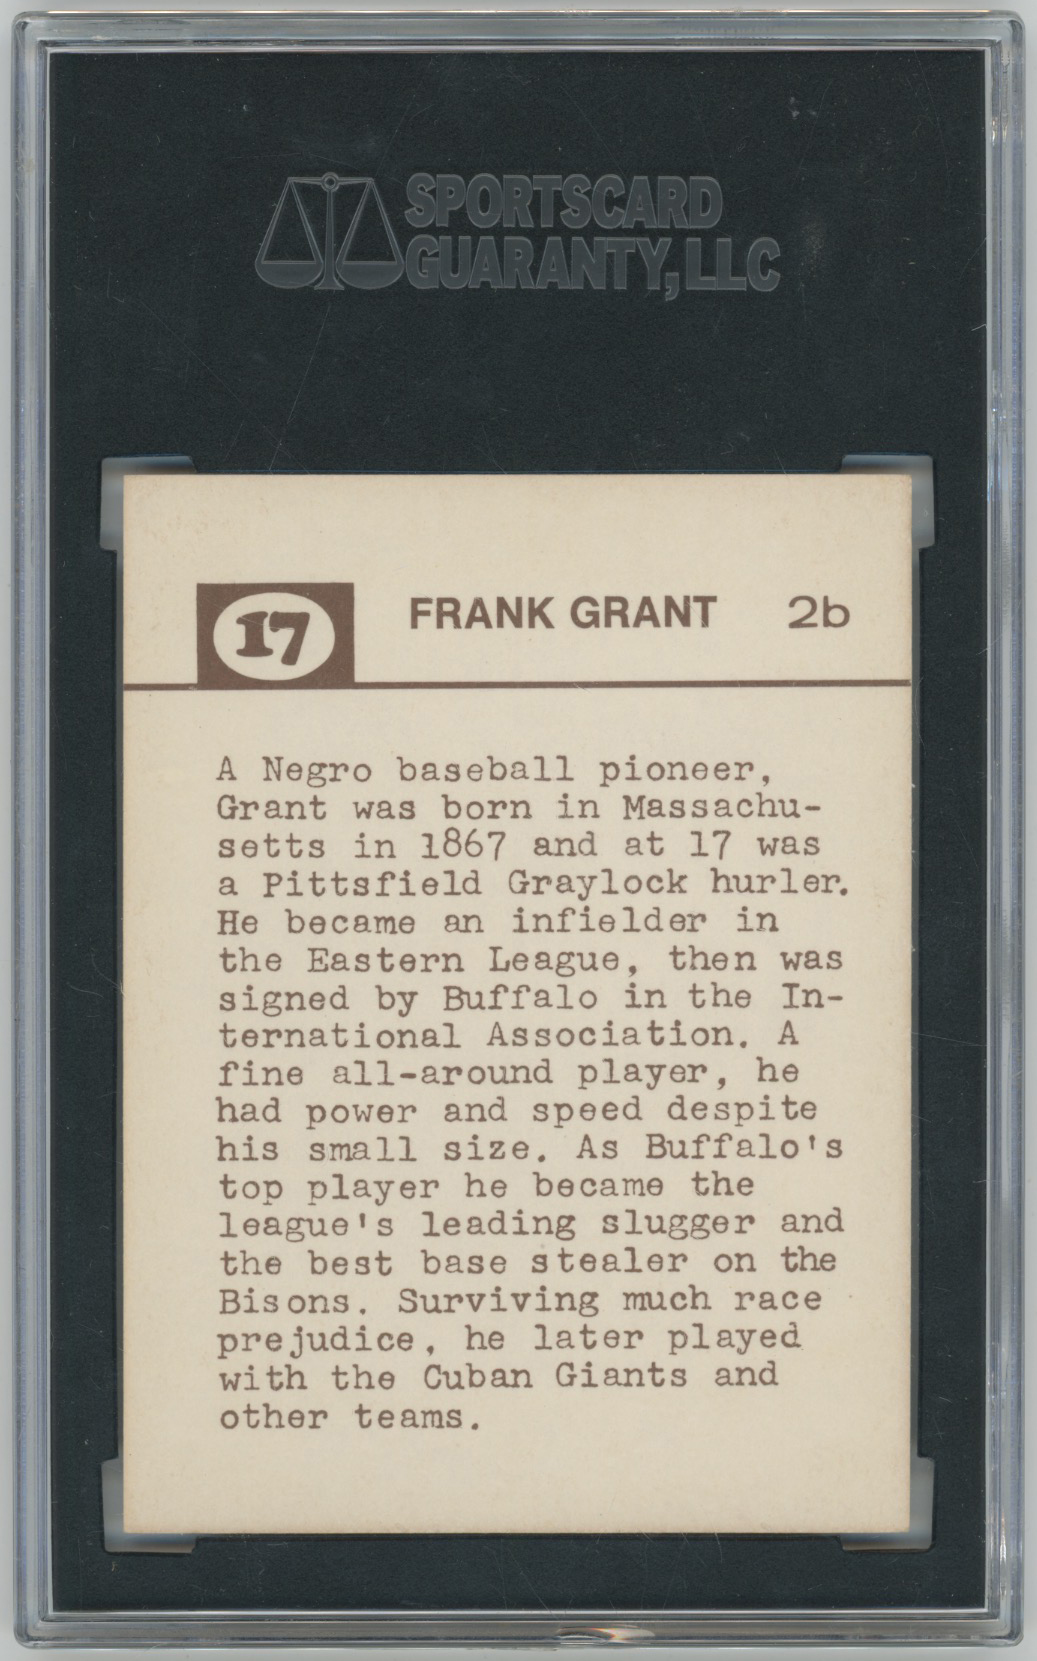 SPORTSCARD
GUARANTY, LLC
17 FRANK GRANT 2b
A Negro baseball pioneer,
Grant was born in Massachu-
setts in 1867 and at 17 was
a Pittsfield Graylock hurler.
He became an infielder in
the Eastern League, then was
signed by Buffalo in the In-
ternational Association. A
fine all-around player, he
had power and speed despite
his small size. As Buffalo's
top player he became the
league's leading slugger and
the best base stealer on the
Bisons. Surviving much race
prejudice, he later played
with the Cuban Giants and
other teams.